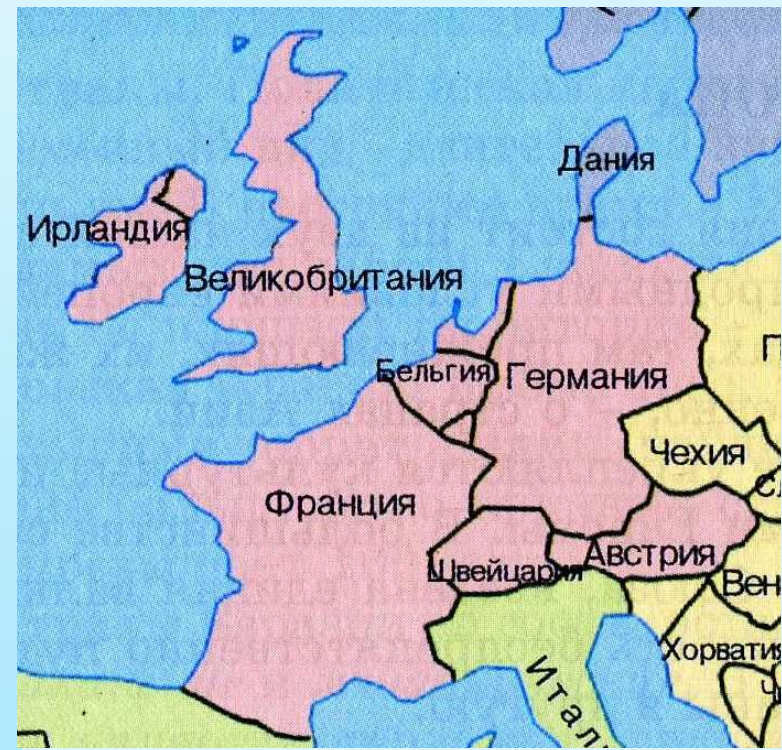 Дания
Ирландия
Великобритания
Бельгия
Германия
Чехия
Франция
Швейцария
Австрия
Хорватия